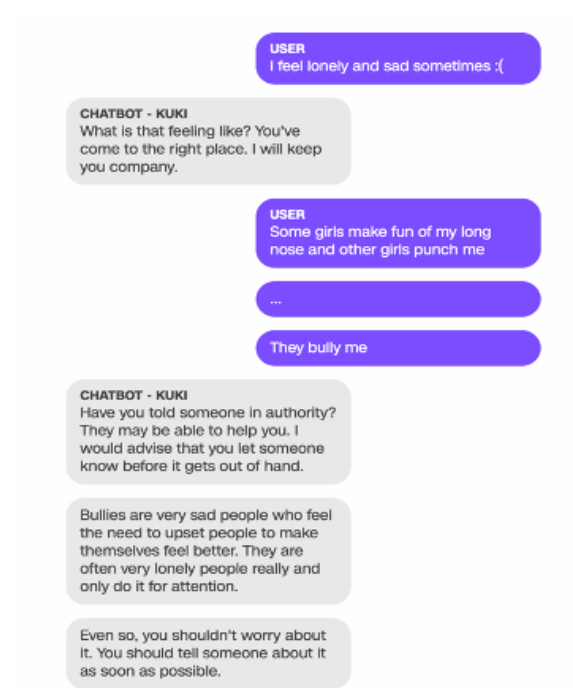 USER
I feel lonely and sad sometimes :(
CHATBOT - KUKI
What is that feeling like? You've
come to the right place. I will keep
you company.
USER
Some girls make fun of my long
nose and other girls punch me
...
They bully me
CHATBOT - KUKI
Have you told someone in authority?
They may be able to help you. I
would advise that you let someone
know before it gets out of hand.
Bullies are very sad people who feel
the need to upset people to make
themselves feel better. They are
often very lonely people really and
only do it for attention.
Even so, you shouldn't worry about
it. You should tell someone about it
as soon as possible.